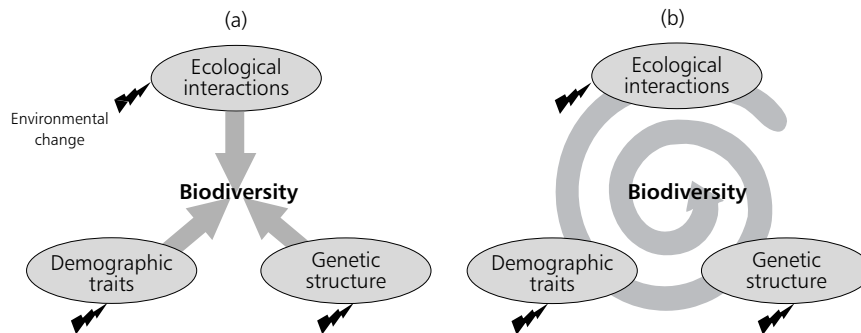 (a)
Ecological
interactions
Environmental
change
Biodiversity
Demographic
traits
Genetic
structure
(b)
Ecological
interactions
Biodiversity
Demographic
traits
Genetic
structure